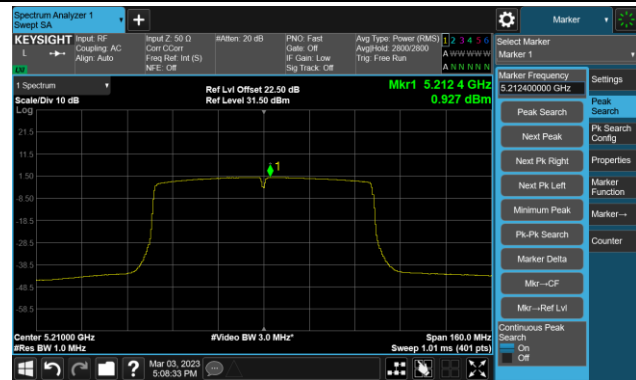 Spectrum Analyzer 1
Swept SA
Marker
KEYSIGHT
Input: RF
Coupling: AC
Align: Auto
Input Z: 50 Ω
Corr CCorr
Freq Ref: Int (S)
NFE: Off
#Atten: 20 dB
PNO: Fast
Gate: Off
IF Gain: Low
Sig Track: Off
Avg Type: Power (RMS)
Avg|Hold: 2800/2800
Trig: Free Run
1 2 3 4 5 6
A W W W W W
A N N N N N
L
Select Marker
Marker 1
1 Spectrum
Scale/Div 10 dB
Log
Ref Lvl Offset 22.50 dB
Ref Level 31.50 dBm
Mkr1 5.212 4 GHz
0.927 dBm
21.5
11.5
1.50
-8.50
-18.5
-28.5
-38.5
-48.5
-58.5
1
Center 5.21000 GHz
#Res BW 1.0 MHz
#Video BW 3.0 MHz*
Span 160.0 MHz
Sweep 1.01 ms (401 pts)
Marker Frequency
5.212400000 GHz
Peak Search
Next Peak
Next Pk Right
Next Pk Left
Minimum Peak
Pk-Pk Search
Marker Delta
Mkr→CF
Mkr→Ref Lvl
Continuous Peak
Search
On
Off
Settings
Peak
Search
Pk Search
Config
Properties
Marker
Function
Marker→
Counter
Mar 03, 2023
5:08:33 PM